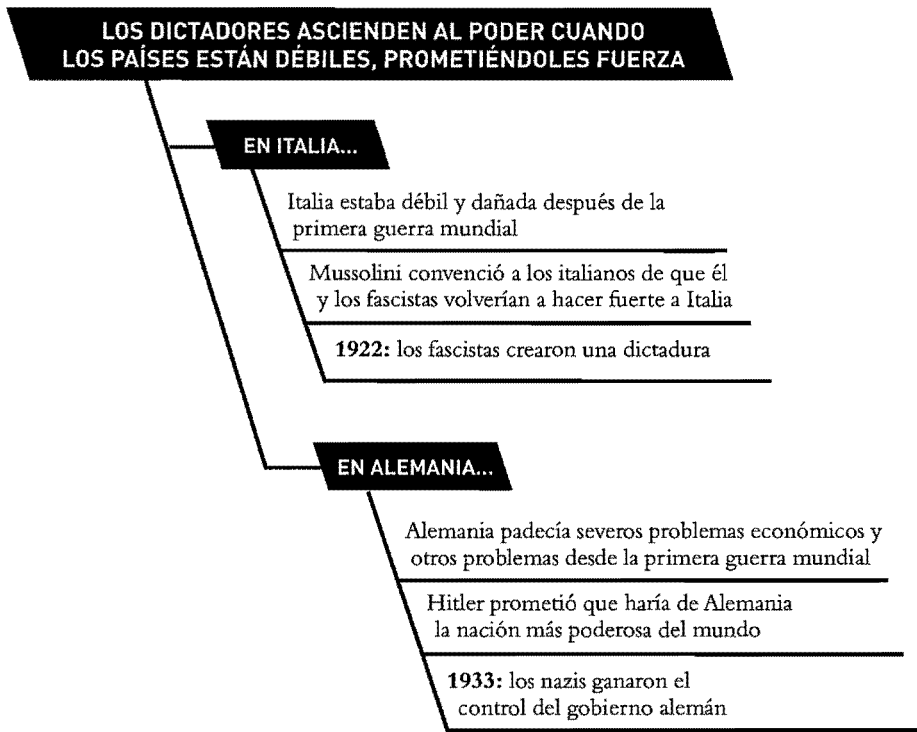 LOS DICTADORES ASCIENDEN AL PODER CUANDO
LOS PAÍSES ESTÁN DÉBILES, PROMETIÉNDOLES FUERZA
EN ITALIA...
Italia estaba débil y dañada después de la
primera guerra mundial
Mussolini convenció a los italianos de que él
y los fascistas volverían a hacer fuerte a Italia
1922: los fascistas crearon una dictadura
EN ALEMANIA...
Alemania padecía severos problemas económicos y
otros problemas desde la primera guerra mundial
Hitler prometió que haría de Alemania
la nación más poderosa del mundo
1933: los nazis ganaron el
control del gobierno alemán